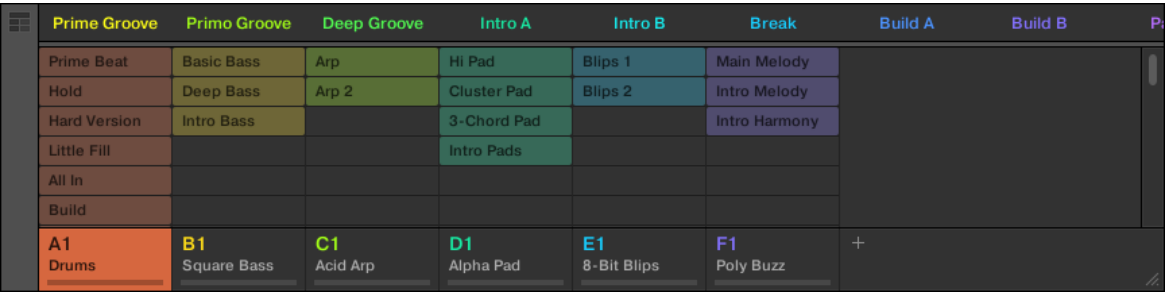 Prime Groove Primo Groove Deep Groove Intro A Intro B Break Build A Build B
Prime Beat Basic Bass Arp Hi Pad Blips 1 Main Melody
Hold Deep Bass Arp 2 Cluster Pad Blips 2 Intro Melody
Hard Version Intro Bass 3-Chord Pad Intro Harmony
Little Fill Intro Pads
All In
Build
A1 B1 C1 D1 E1 F1 +
Drums Square Bass Acid Arp Alpha Pad 8-Bit Blips Poly Buzz